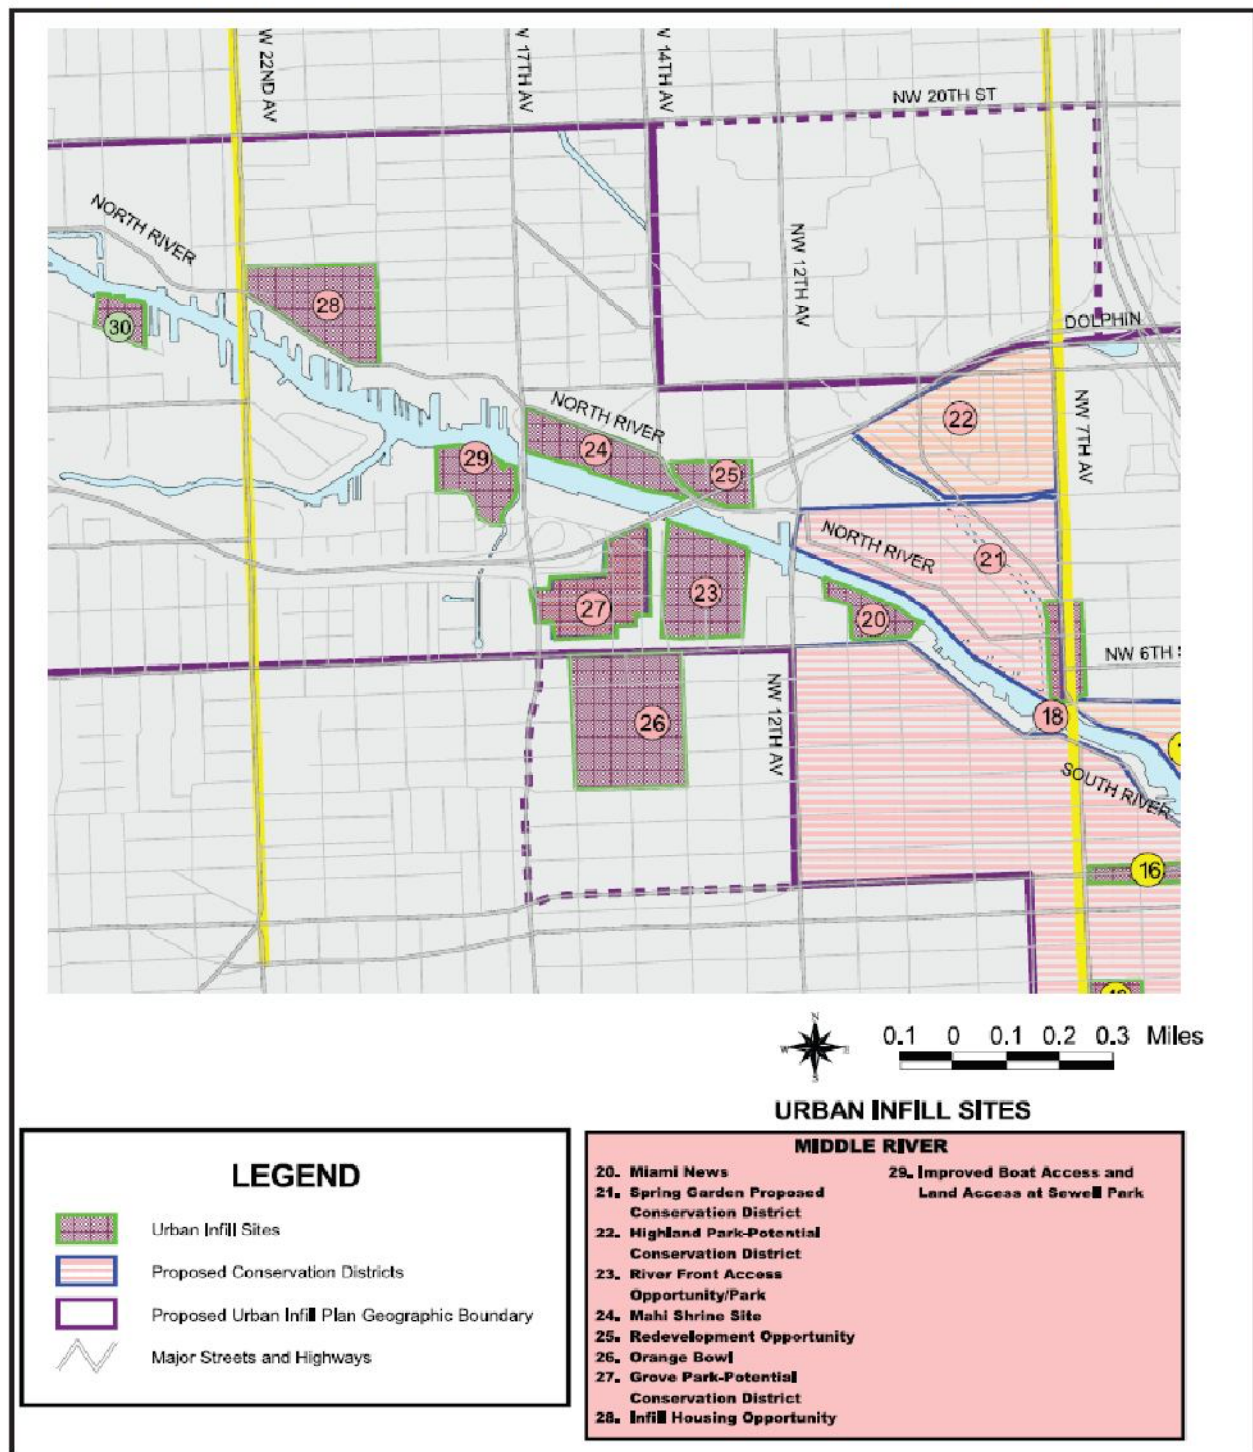 W 22ND AV
V 17TH AV
V 14TH AV
NW 20TH ST
NORTH RIVER
NW 12TH AV
DOLPHIN
28
30
NW 7TH AV
22
NORTH RIVER
24
29
25
NORTH RIVER
21
23
27
20
NW 6TH
NW 12TH AV
26
18
SOUTH RIVER
16
0.1 0 0.1 0.2 0.3 Miles
N
W E
S
URBAN INFILL SITES
LEGEND
Urban Infill Sites
Proposed Conservation Districts
Proposed Urban Infill Plan Geographic Boundary
Major Streets and Highways
MIDDLE RIVER
20. Miami News
21. Spring Garden Proposed
Conservation District
22. Highland Park-Potential
Conservation District
23. River Front Access
Opportunity/Park
24. Mahi Shrine Site
25. Redevelopment Opportunity
26. Orange Bowl
27. Grove Park-Potential
Conservation District
28. Infill Housing Opportunity
29. Improved Boat Access and
Land Access at Sewell Park